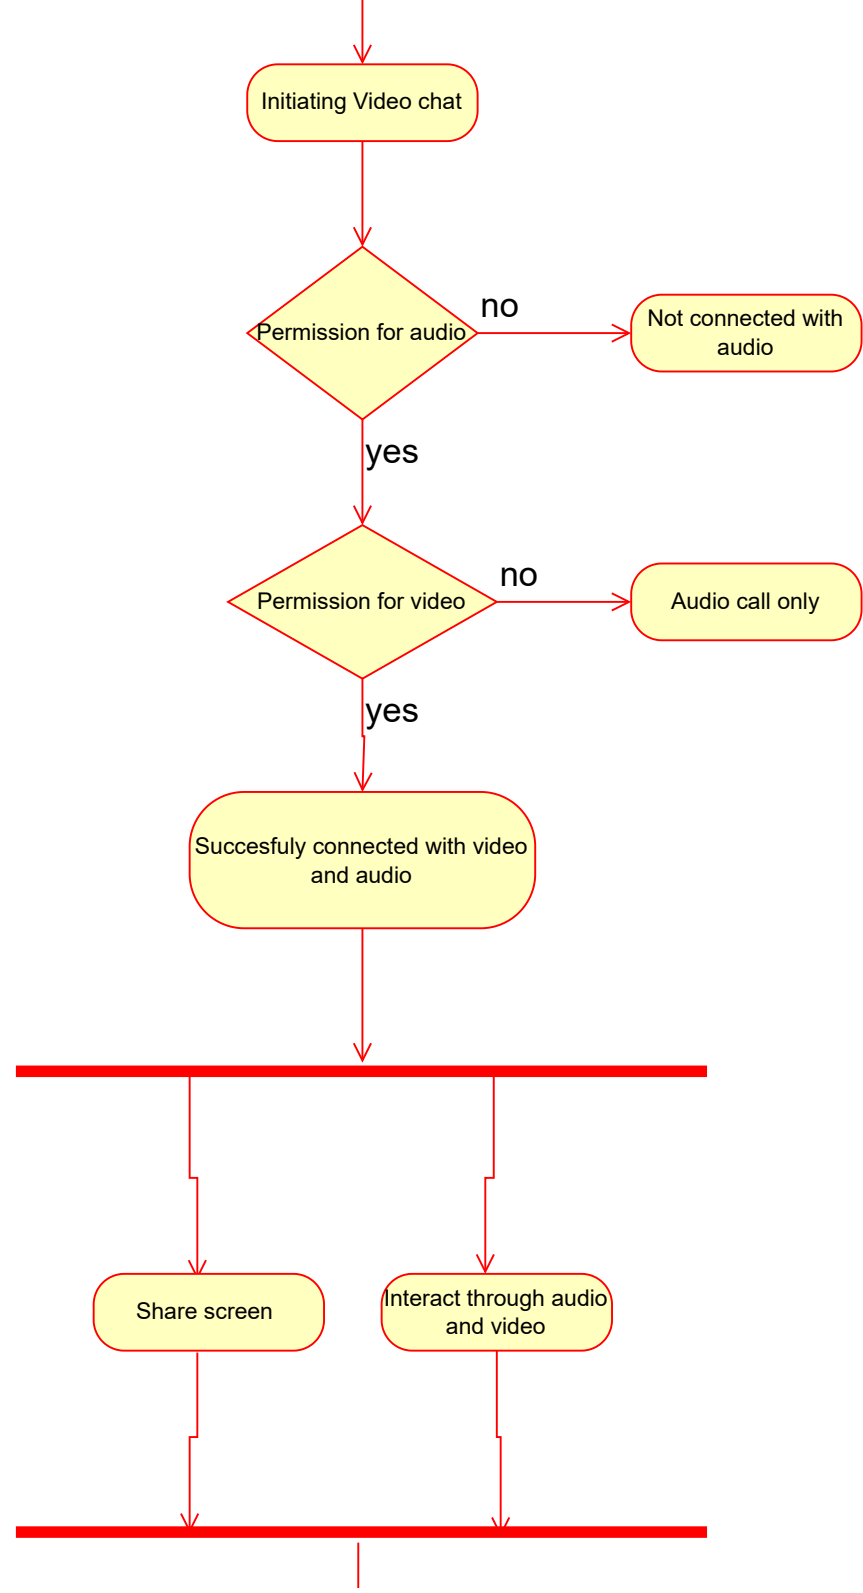 Initiating Video chat
no
Permission for audio
Not connected with
audio
yes
no
Permission for video
Audio call only
yes
Succesfuly connected with video
and audio
Share screen
Interact through audio
and video